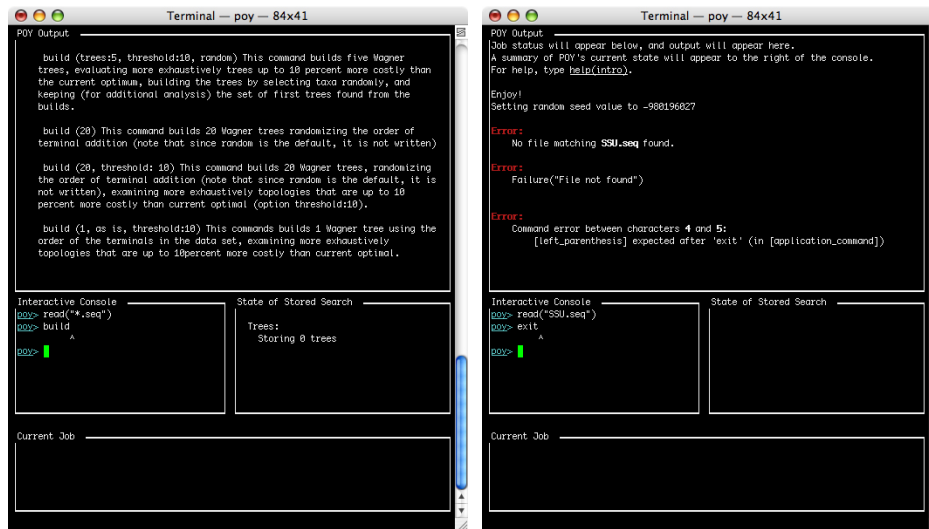 Terminal — poy — 84x41
POY Output
build (trees:5, threshold:10, random) This command builds five Wagner
trees, evaluating more exhaustively trees up to 10 percent more costly than
the current optimum, building the trees by selecting taxa randomly, and
keeping (for additional analysis) the set of first trees found from the
builds.
build (20) This command builds 20 Wagner trees randomizing the order of
terminal addition (note that since random is the default, it is not written)
build (20, threshold: 10) This command builds 20 Wagner trees, randomizing
the order of terminal addition (note that since random is the default, it is
not written), examining more exhaustively topologies that are up to 10
percent more costly than current optimal (option threshold:10).
build (1, as is, threshold:10) This commands builds 1 Wagner tree using the
order of the terminals in the data set, examining more exhaustively
topologies that are up to 10percent more costly than current optimal.
Interactive Console
poy> read("*.seq")
poy> build
^
poy>
State of Stored Search
Trees:
Storing 0 trees
Current Job
Terminal — poy — 84x41
POY Output
Job status will appear below, and output will appear here.
A summary of POY's current state will appear to the right of the console.
For help, type help(intro).
Enjoy!
Setting random seed value to -980196027
Error:
No file matching SSU.seq found.
Error:
Failure("File not found")
Error:
Command error between characters 4 and 5:
[left_parenthesis] expected after 'exit' (in [application_command])
Interactive Console
poy> read("SSU.seq")
poy> exit
^
poy>
State of Stored Search
Current Job